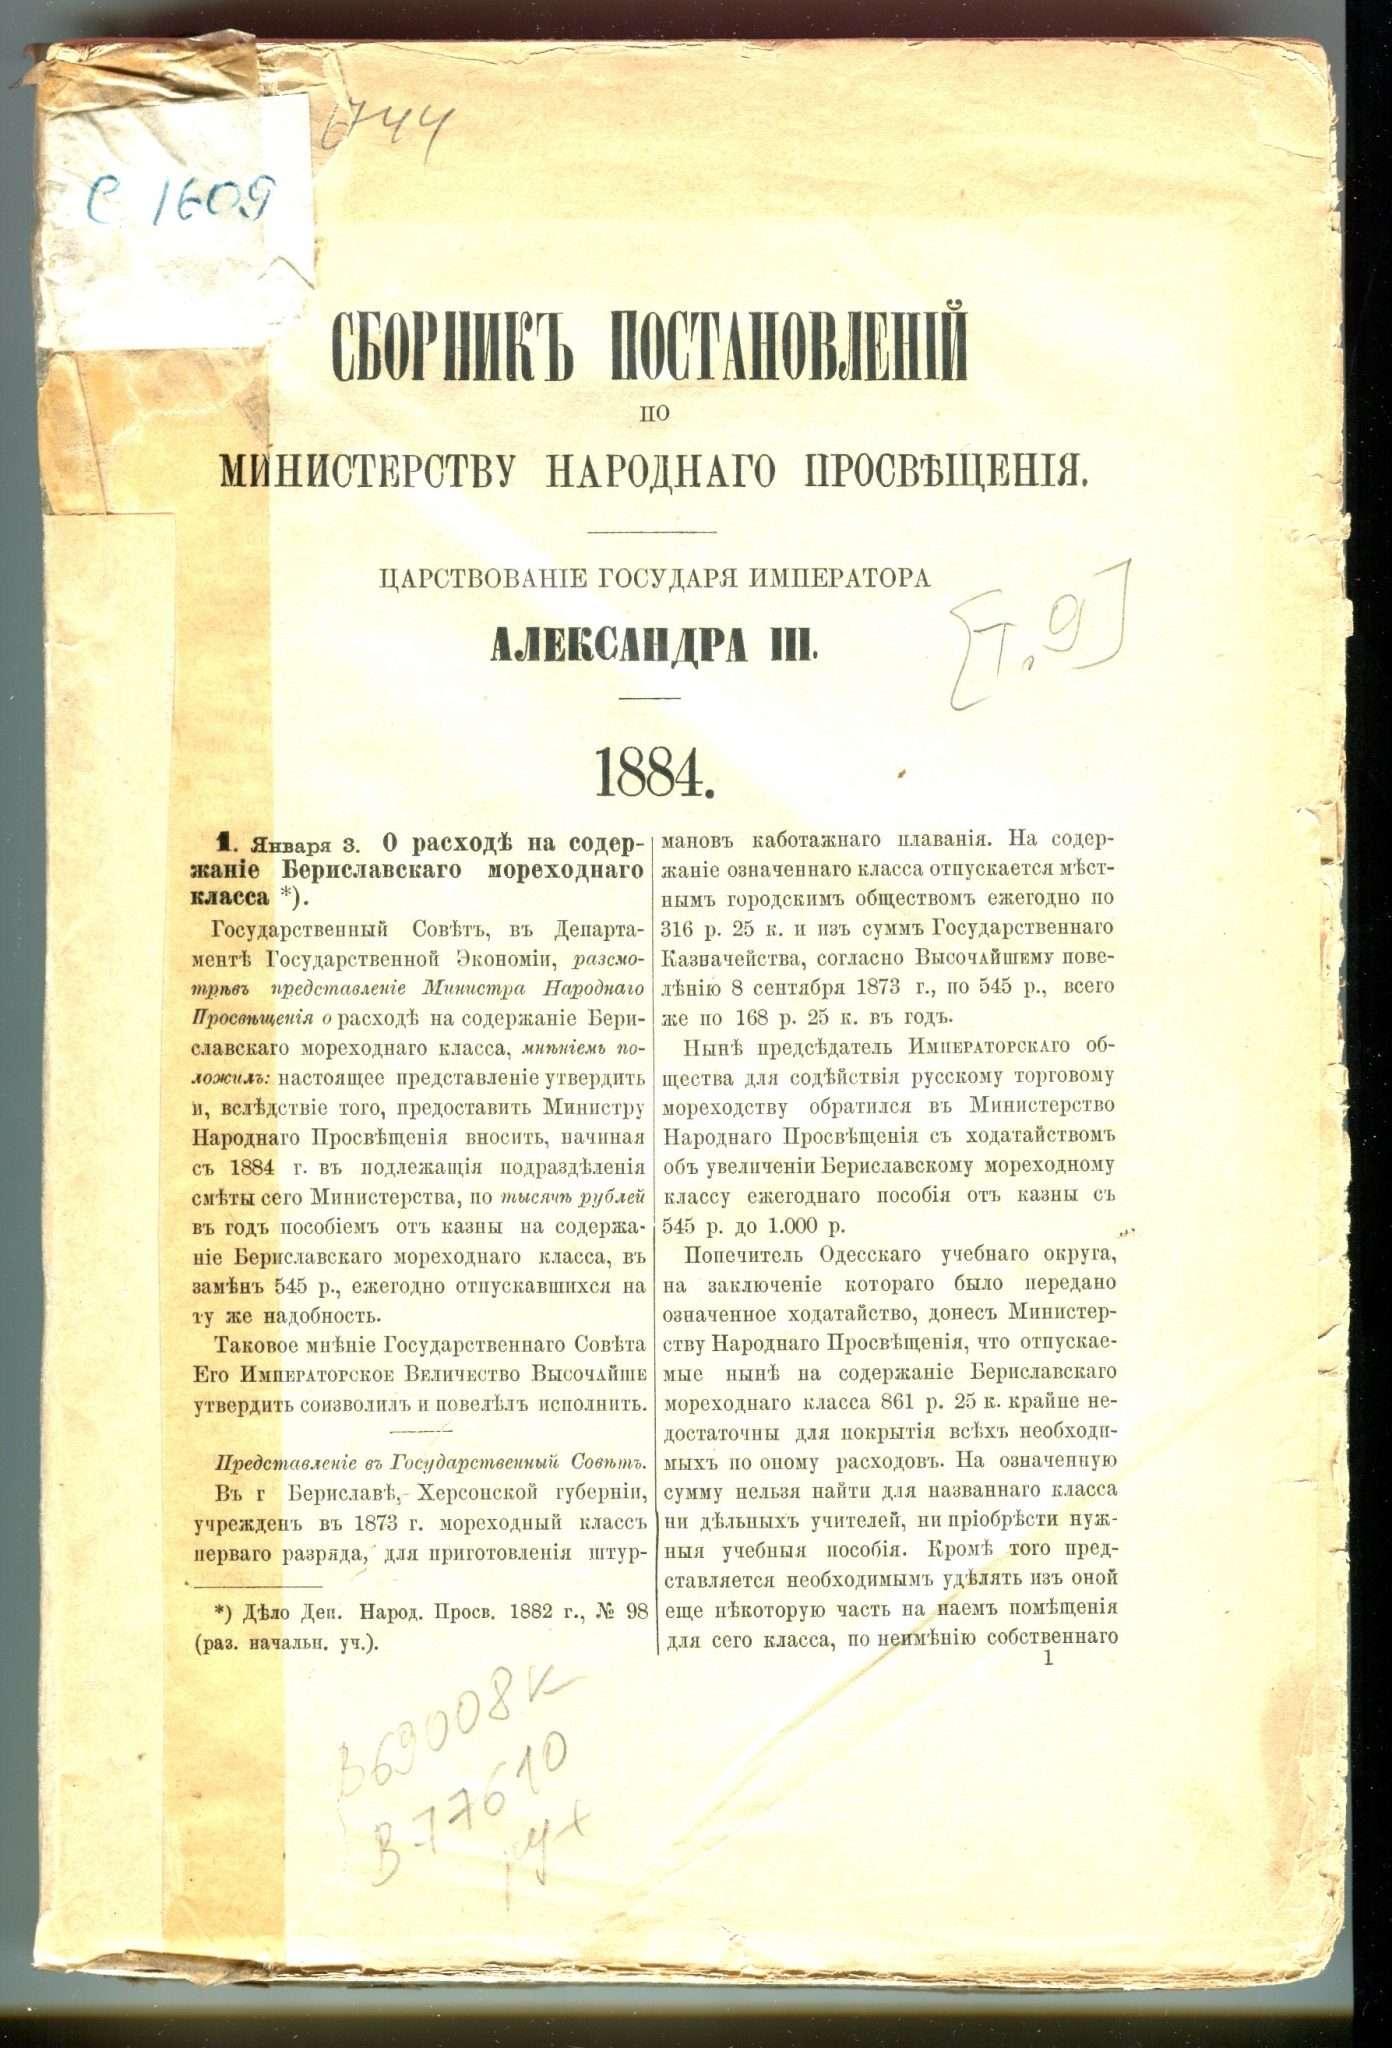 744
С 1609
СБОРНИКЪ ПОСТАНОВЛЕНІЙ
ПО
МИНИСТЕРСТВУ НАРОДНАГО ПРОСВѢЩЕНІЯ.
ЦАРСТВОВАНІЕ ГОСУДАРЯ ИМПЕРАТОРА
АЛЕКСАНДРА III.
[Т. 9]
1884.
1. Января 3. О расходѣ на содер-
жаніе Бериславскаго мореходнаго
класса *).
Государственный Совѣтъ, въ Департа-
ментѣ Государственной Экономіи, разсмо-
трѣвъ представленіе Министра Народнаго
Просвѣщенія о расходѣ на содержаніе Бери-
славскаго мореходнаго класса, мнѣніемъ по-
ложилъ: настоящее представленіе утвердить
и, вслѣдствіе того, предоставить Министру
Народнаго Просвѣщенія вносить, начиная
съ 1884 г. въ подлежащія подраздѣленія
смѣты сего Министерства, по тысячѣ рублей
въ годъ пособіемъ отъ казны на содержа-
ніе Бериславскаго мореходнаго класса, въ
замѣнъ 545 р., ежегодно отпускавшихся на
ту же надобность.
Таковое мнѣніе Государственнаго Совѣта
Его Императорское Величество Высочайше
утвердить соизволилъ и повелѣлъ исполнить.
Представленіе въ Государственный Совѣтъ.
Въ г Бериславѣ, Херсонской губерніи,
учрежденъ въ 1873 г. мореходный классъ
перваго разряда, для приготовленія штур-
*) Дѣло Деп. Народ. Просв. 1882 г., № 98
(раз. начальн. уч.).
мановъ каботажнаго плаванія. На содер-
жаніе означеннаго класса отпускается мѣст-
нымъ городскимъ обществомъ ежегодно по
316 р. 25 к. и изъ суммъ Государственнаго
Казначейства, согласно Высочайшему пове-
лѣнію 8 сентября 1873 г., по 545 р., всего
же по 168 р. 25 к. въ годъ.
Нынѣ предсѣдатель Императорскаго об-
щества для содѣйствія русскому торговому
мореходству обратился въ Министерство
Народнаго Просвѣщенія съ ходатайствомъ
объ увеличеніи Бериславскому мореходному
классу ежегоднаго пособія отъ казны съ
545 р. до 1.000 р.
Попечитель Одесскаго учебнаго округа,
на заключеніе котораго было передано
означенное ходатайство, донесъ Министер-
ству Народнаго Просвѣщенія, что отпускае-
мые нынѣ на содержаніе Бериславскаго
мореходнаго класса 861 р. 25 к. крайне не-
достаточны для покрытія всѣхъ необходи-
мыхъ по оному расходовъ. На означенную
сумму нельзя найти для названнаго класса
ни дѣльныхъ учителей, ни пріобрѣсти нуж-
ныя учебныя пособія. Кромѣ того пред-
ставляется необходимымъ удѣлять изъ оной
еще нѣкоторую часть на наемъ помѣщенія
для сего класса, по неимѣнію собственнаго
1
В69008к
В77610